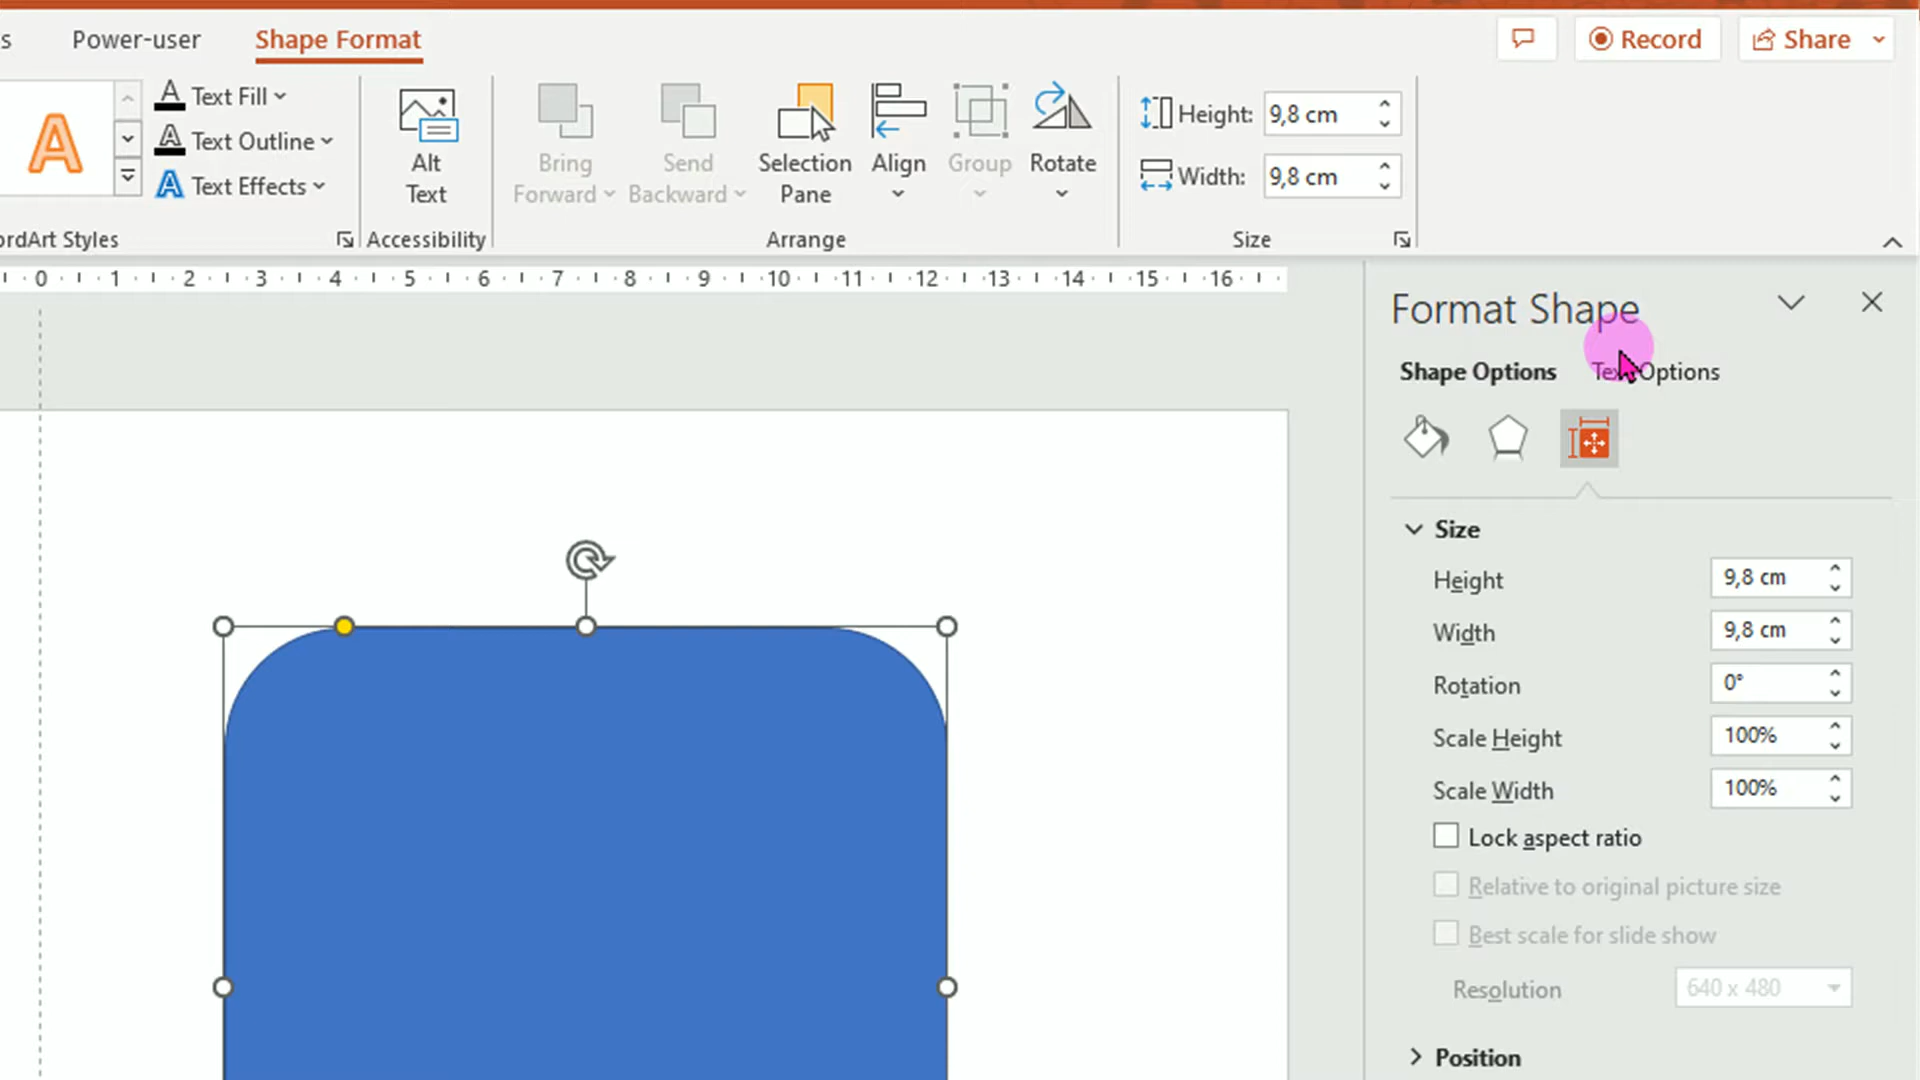 s Power-user Shape Format Record Share
A Text Fill
A Text Outline
A Text Effects
Alt
Text
Bring
Forward
Send
Backward
Selection
Pane
Align
Group
Rotate
Height: 9,8 cm
Width: 9,8 cm
ordArt Styles Accessibility Arrange Size
0 1 2 3 4 5 6 7 8 9 10 11 12 13 14 15 16
Format Shape
Shape Options Text Options
Size
Height 9,8 cm
Width 9,8 cm
Rotation 0°
Scale Height 100%
Scale Width 100%
Lock aspect ratio
Relative to original picture size
Best scale for slide show
Resolution 640 x 480
Position